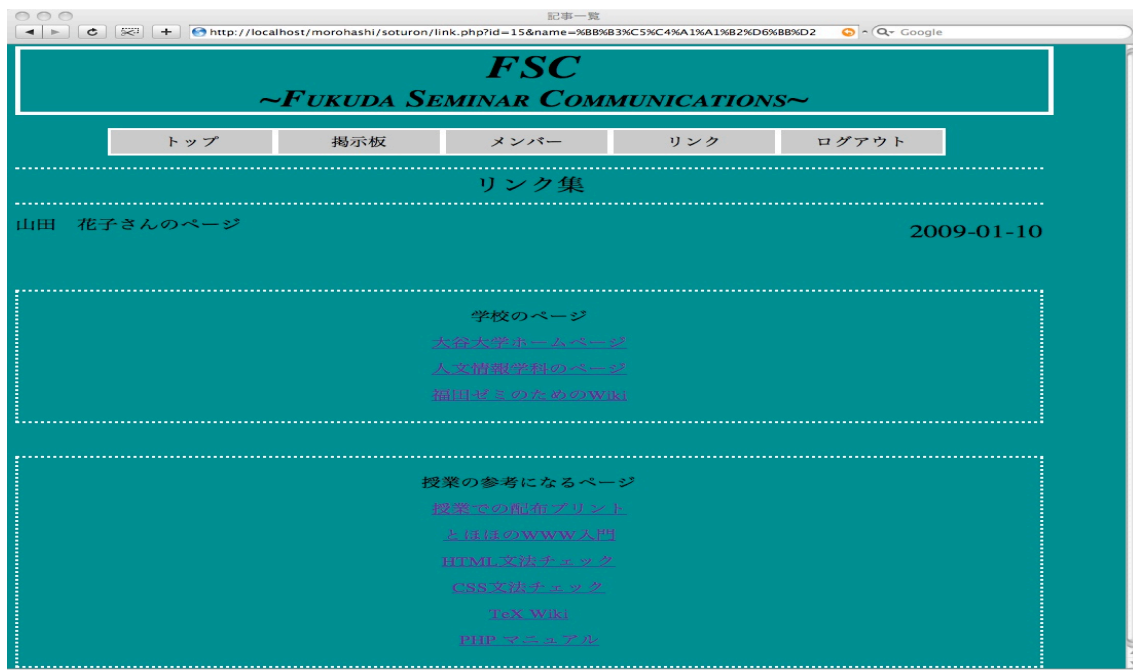 記事一覧
http://localhost/morohashi/soturon/link.php?id=15&name=%BB%B3%C5%C4%A1%A1%B2%D6%BB%D2
Google
FSC
~FUKUDA SEMINAR COMMUNICATIONS~
トップ 掲示板 メンバー リンク ログアウト
リンク集
山田　花子さんのページ
2009-01-10
学校のページ
大谷大学ホームページ
人文情報学科のページ
福田ゼミのためのWiki
授業の参考になるページ
授業での配布プリント
とほほのWWW入門
HTML文法チェック
CSS文法チェック
TeX Wiki
PHP マニュアル